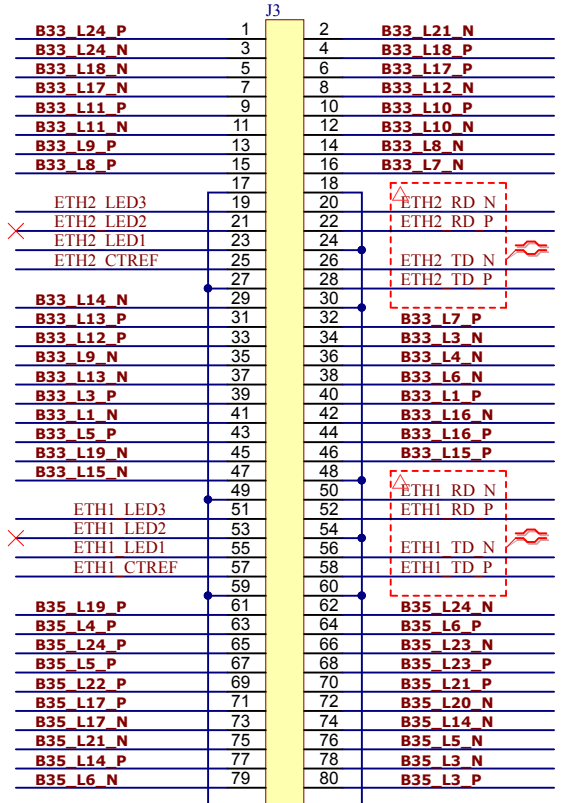 J3
B33_L24_P 1 2 B33_L21_N
B33_L24_N 3 4 B33_L18_P
B33_L18_N 5 6 B33_L17_P
B33_L17_N 7 8 B33_L12_N
B33_L11_P 9 10 B33_L10_P
B33_L11_N 11 12 B33_L10_N
B33_L9_P 13 14 B33_L8_N
B33_L8_P 15 16 B33_L7_N
17 18
ETH2_LED3 19 20 ETH2_RD_N
ETH2_LED2 21 22 ETH2_RD_P
ETH2_LED1 23 24
ETH2_CTREF 25 26 ETH2_TD_N
27 28 ETH2_TD_P
B33_L14_N 29 30
B33_L13_P 31 32 B33_L7_P
B33_L12_P 33 34 B33_L3_N
B33_L9_N 35 36 B33_L4_N
B33_L13_N 37 38 B33_L6_N
B33_L3_P 39 40 B33_L1_P
B33_L1_N 41 42 B33_L16_N
B33_L5_P 43 44 B33_L16_P
B33_L19_N 45 46 B33_L15_P
B33_L15_N 47 48
49 50 ETH1_RD_N
ETH1_LED3 51 52 ETH1_RD_P
ETH1_LED2 53 54
ETH1_LED1 55 56 ETH1_TD_N
ETH1_CTREF 57 58 ETH1_TD_P
59 60
B35_L19_P 61 62 B35_L24_N
B35_L4_P 63 64 B35_L6_P
B35_L24_P 65 66 B35_L23_N
B35_L5_P 67 68 B35_L23_P
B35_L22_P 69 70 B35_L21_P
B35_L17_P 71 72 B35_L20_N
B35_L17_N 73 74 B35_L14_N
B35_L21_N 75 76 B35_L5_N
B35_L14_P 77 78 B35_L3_N
B35_L6_N 79 80 B35_L3_P